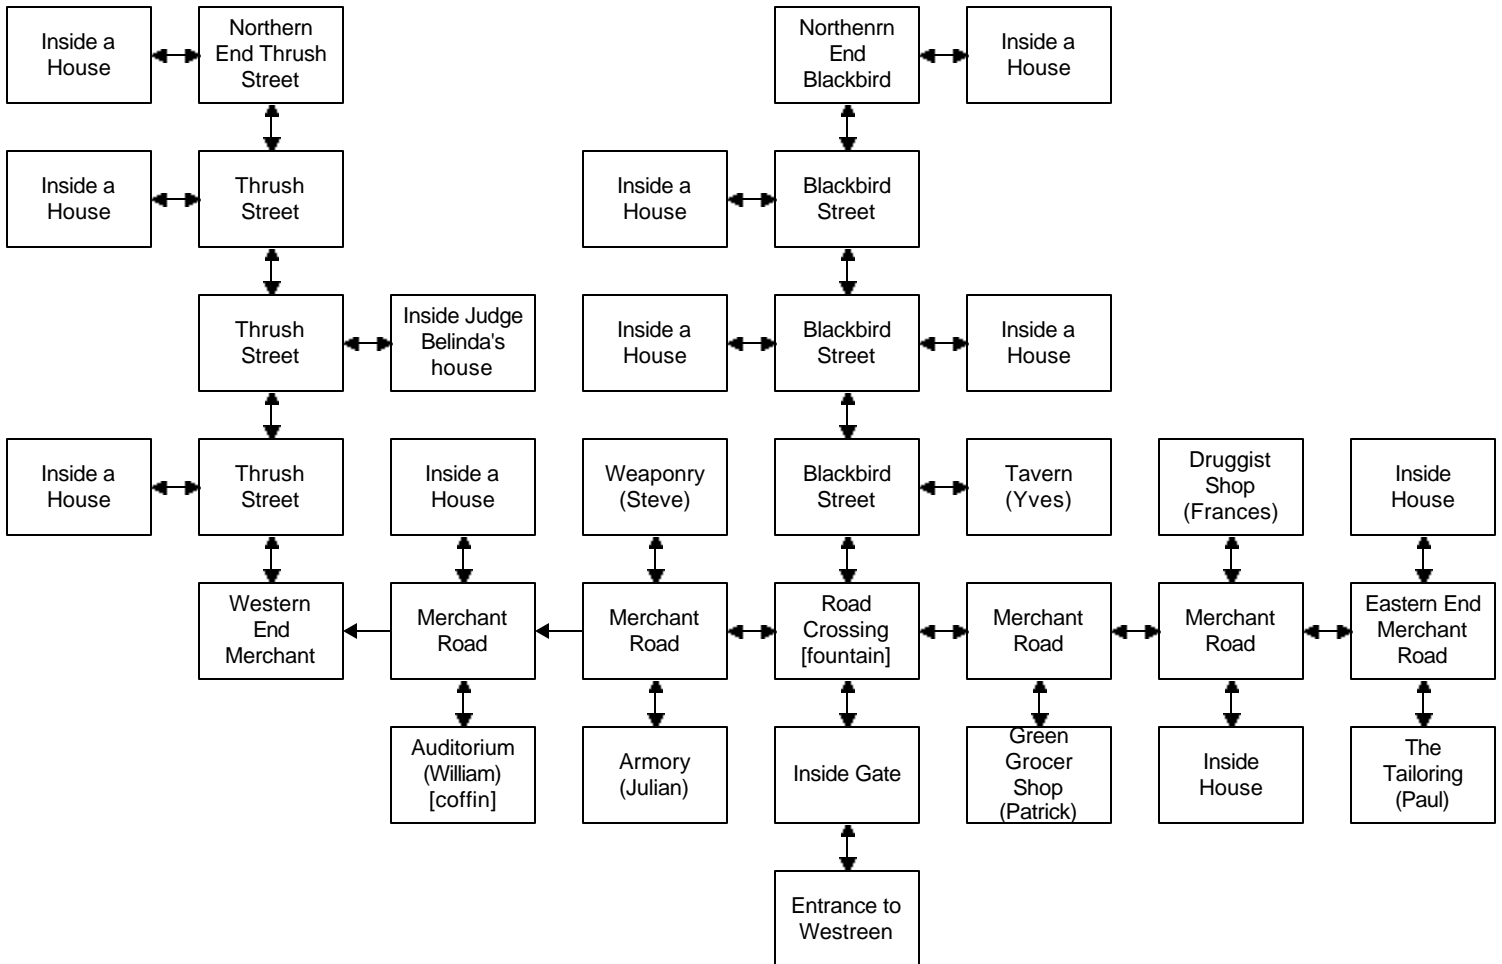 Inside a
House
Northern
End Thrush
Street
Northenrn
End
Blackbird
Inside a
House
Inside a
House
Thrush
Street
Inside a
House
Blackbird
Street
Thrush
Street
Inside Judge
Belinda's
house
Inside a
House
Blackbird
Street
Inside a
House
Inside a
House
Thrush
Street
Inside a
House
Weaponry
(Steve)
Blackbird
Street
Tavern
(Yves)
Druggist
Shop
(Frances)
Inside
House
Western
End
Merchant
Merchant
Road
Merchant
Road
Road
Crossing
[fountain]
Merchant
Road
Merchant
Road
Eastern End
Merchant
Road
Auditorium
(William)
[coffin]
Armory
(Julian)
Inside Gate
Green
Grocer
Shop
(Patrick)
Inside
House
The
Tailoring
(Paul)
Entrance to
Westreen